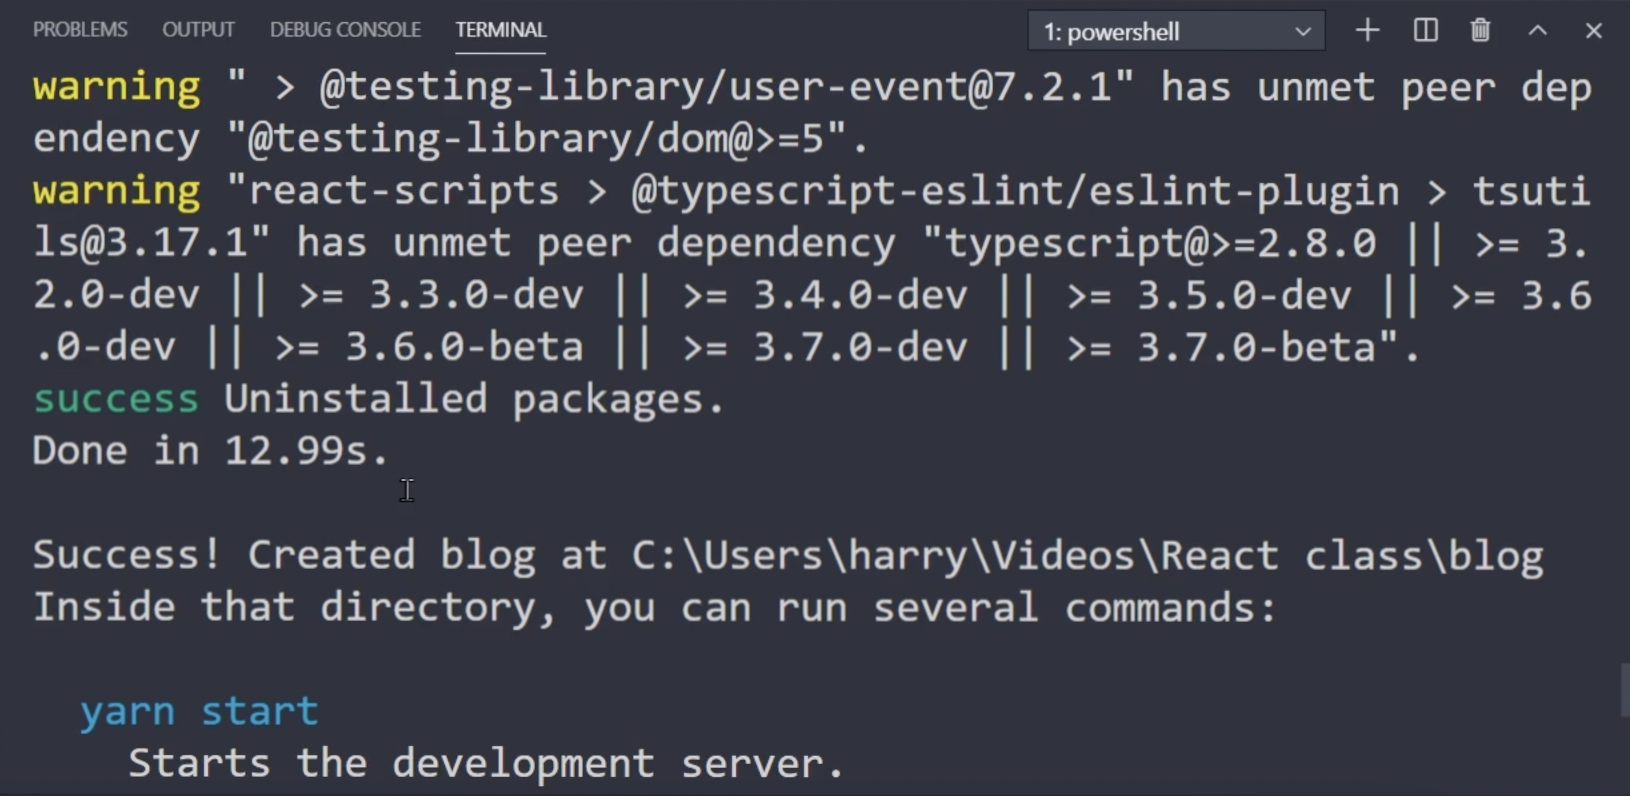 PROBLEMS OUTPUT DEBUG CONSOLE TERMINAL 1: powershell
warning " > @testing-library/user-event@7.2.1" has unmet peer dep
endency "@testing-library/dom@>=5".
warning "react-scripts > @typescript-eslint/eslint-plugin > tsuti
ls@3.17.1" has unmet peer dependency "typescript@>=2.8.0 || >= 3.
2.0-dev || >= 3.3.0-dev || >= 3.4.0-dev || >= 3.5.0-dev || >= 3.6
.0-dev || >= 3.6.0-beta || >= 3.7.0-dev || >= 3.7.0-beta".
success Uninstalled packages.
Done in 12.99s.
Success! Created blog at C:\Users\harry\Videos\React class\blog
Inside that directory, you can run several commands:
yarn start
Starts the development server.